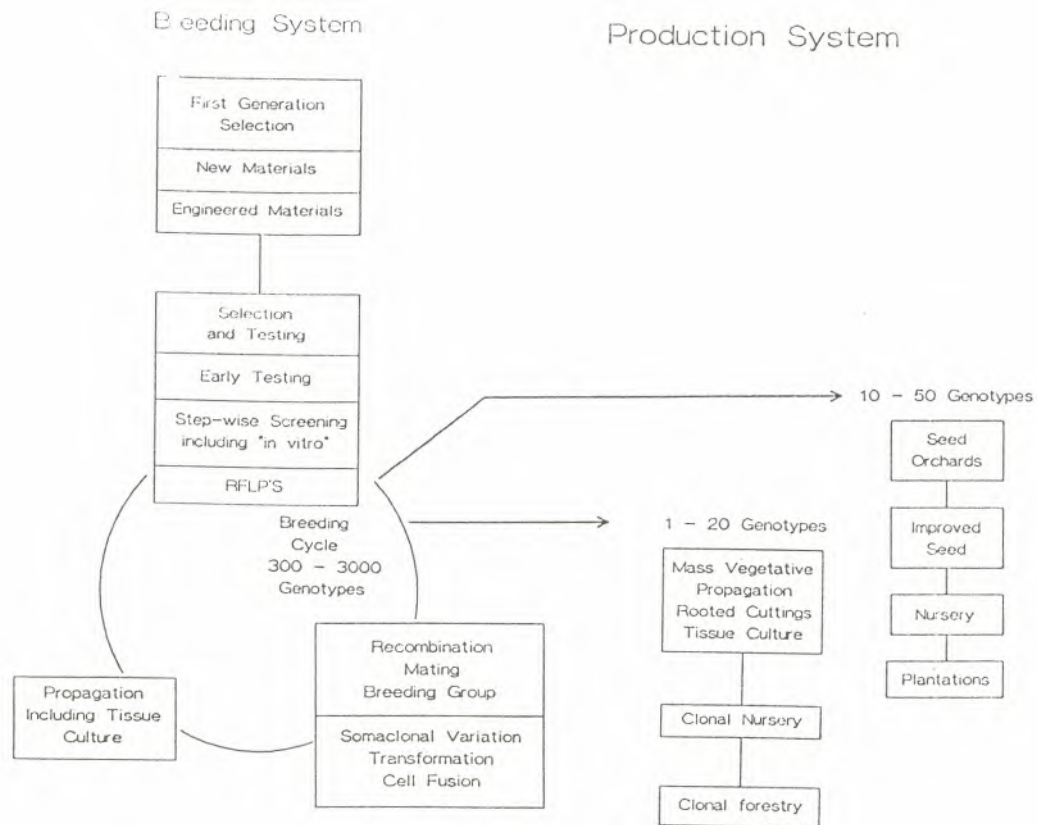 Breeding System
Production System
First Generation
Selection
New Materials
Engineered Materials
Selection
and Testing
Early Testing
Step-wise Screening
including "in vitro"
RFLP'S
Breeding
Cycle
300 - 3000
Genotypes
Propagation
Including Tissue
Culture
Recombination
Mating
Breeding Group
Somaclonal Variation
Transformation
Cell Fusion
1 - 20 Genotypes
Mass Vegetative
Propagation
Rooted Cuttings
Tissue Culture
Clonal Nursery
Clonal forestry
10 - 50 Genotypes
Seed
Orchards
Improved
Seed
Nursery
Plantations